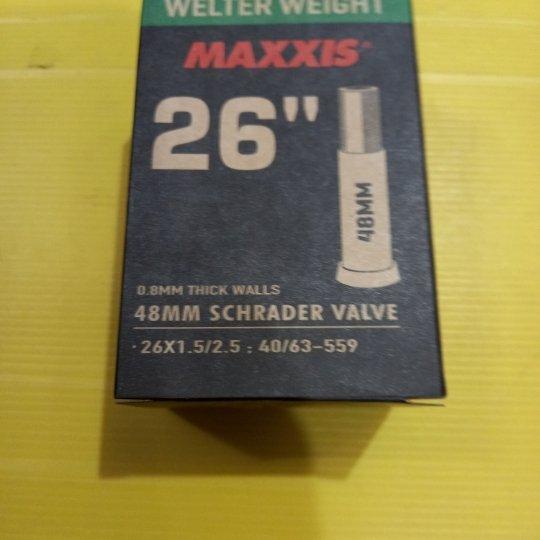 WELTER WEIGHT
MAXXIS
26"
48MM
0.8MM THICK WALLS
48MM SCHRADER VALVE
·26X1.5/2.5 ; 40/63-559